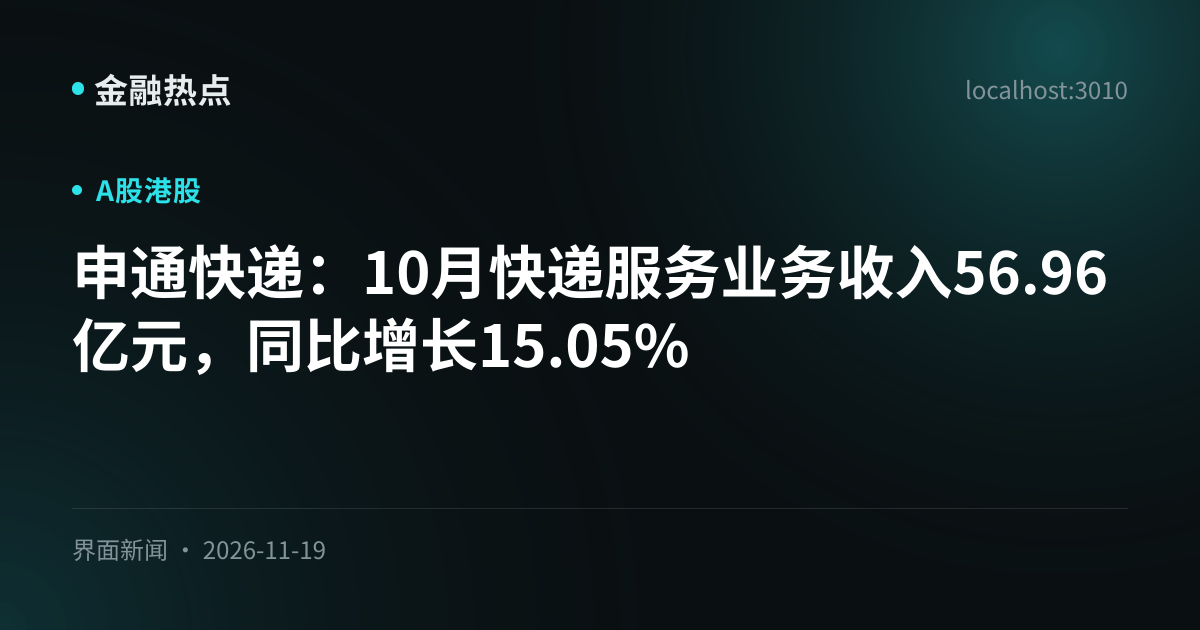 金融热点
localhost:3010
A股港股
申通快递：10月快递服务业务收入56.96
亿元，同比增长15.05%
界面新闻 · 2026-11-19